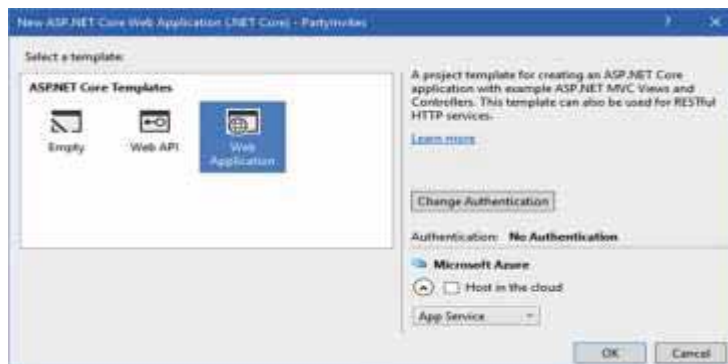 New ASP.NET Core Web Application (.NET Core) - PartyInvites
Select a template:
ASP.NET Core Templates
Empty
Web API
Web
Application
A project template for creating an ASP.NET Core
application with example ASP.NET MVC Views and
Controllers. This template can also be used for RESTful
HTTP services.
Learn more
Change Authentication
Authentication: No Authentication
Microsoft Azure
Host in the cloud
App Service
OK
Cancel